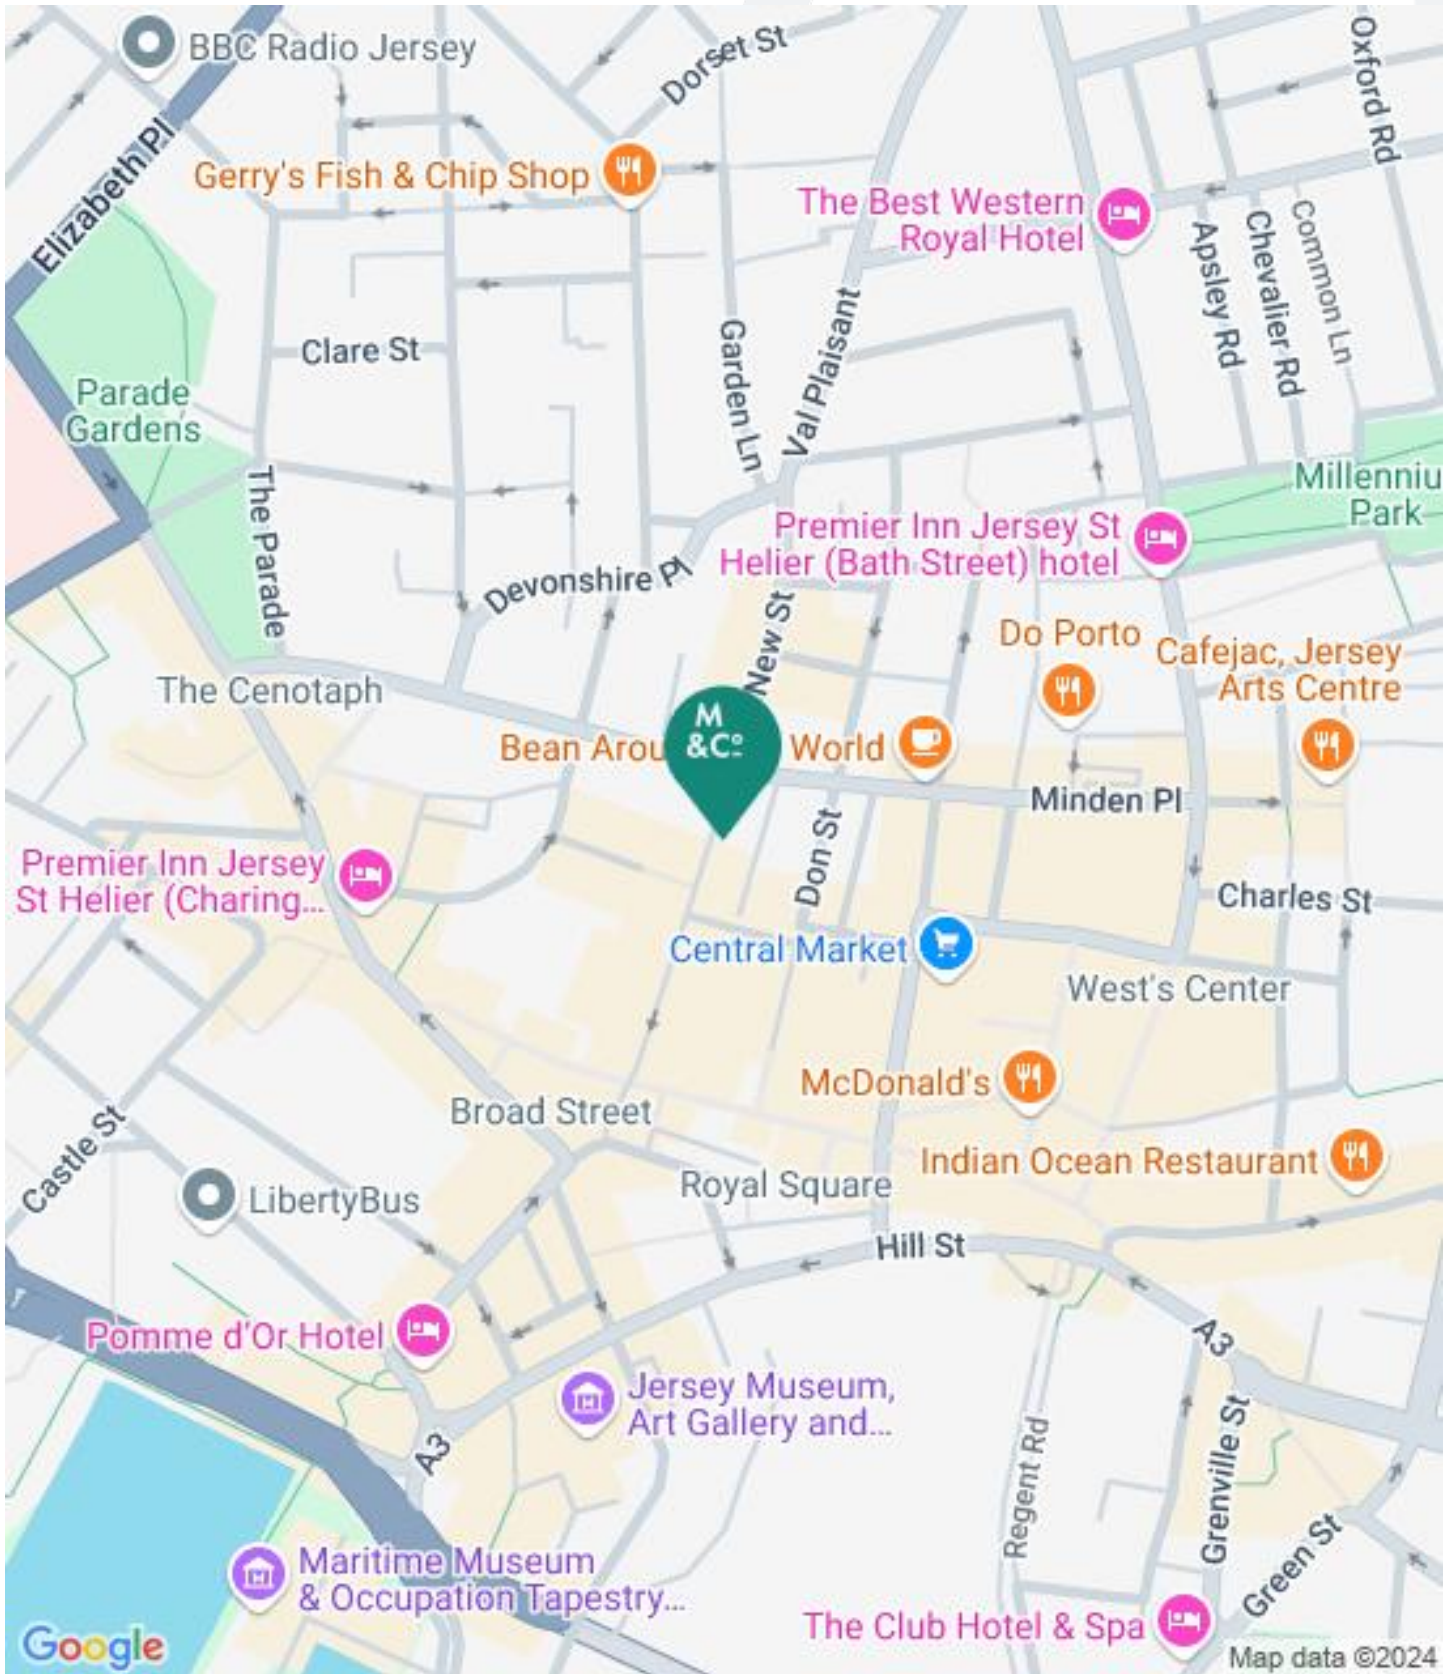 BBC Radio Jersey
Dorset St
Oxford Rd
Elizabeth Pl
Gerry's Fish & Chip Shop
The Best Western
Royal Hotel
Apsley Rd
Chevalier Rd
Common Ln
Clare St
Garden Ln
Val Plaisant
Parade
Gardens
The Parade
Millenniu
Park
Premier Inn Jersey St
Helier (Bath Street) hotel
Devonshire Pl
New St
Do Porto
Cafejac, Jersey
Arts Centre
The Cenotaph
M
&Co
Bean Arou
World
Minden Pl
Don St
Premier Inn Jersey
St Helier (Charing...
Charles St
Central Market
West's Center
McDonald's
Broad Street
Castle St
Indian Ocean Restaurant
Royal Square
LibertyBus
Hill St
Pomme d'Or Hotel
A3
Jersey Museum,
Art Gallery and...
A3
Regent Rd
Grenville St
Green St
Maritime Museum
& Occupation Tapestry...
The Club Hotel & Spa
Google
Map data ©2024